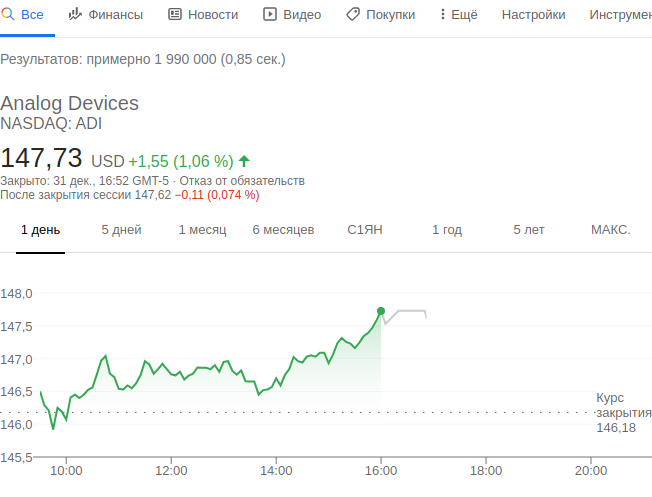 Все Финансы Новости Видео Покупки Ещё Настройки Инструмен
Результатов: примерно 1 990 000 (0,85 сек.)
Analog Devices
NASDAQ: ADI
147,73 USD +1,55 (1,06 %)
Закрыто: 31 дек., 16:52 GMT-5 · Отказ от обязательств
После закрытия сессии 147,62 −0,11 (0,074 %)
1 день 5 дней 1 месяц 6 месяцев С1ЯН 1 год 5 лет МАКС.
148,0
147,5
147,0
146,5
146,0
145,5
Курс
закрытия
146,18
10:00 12:00 14:00 16:00 18:00 20:00